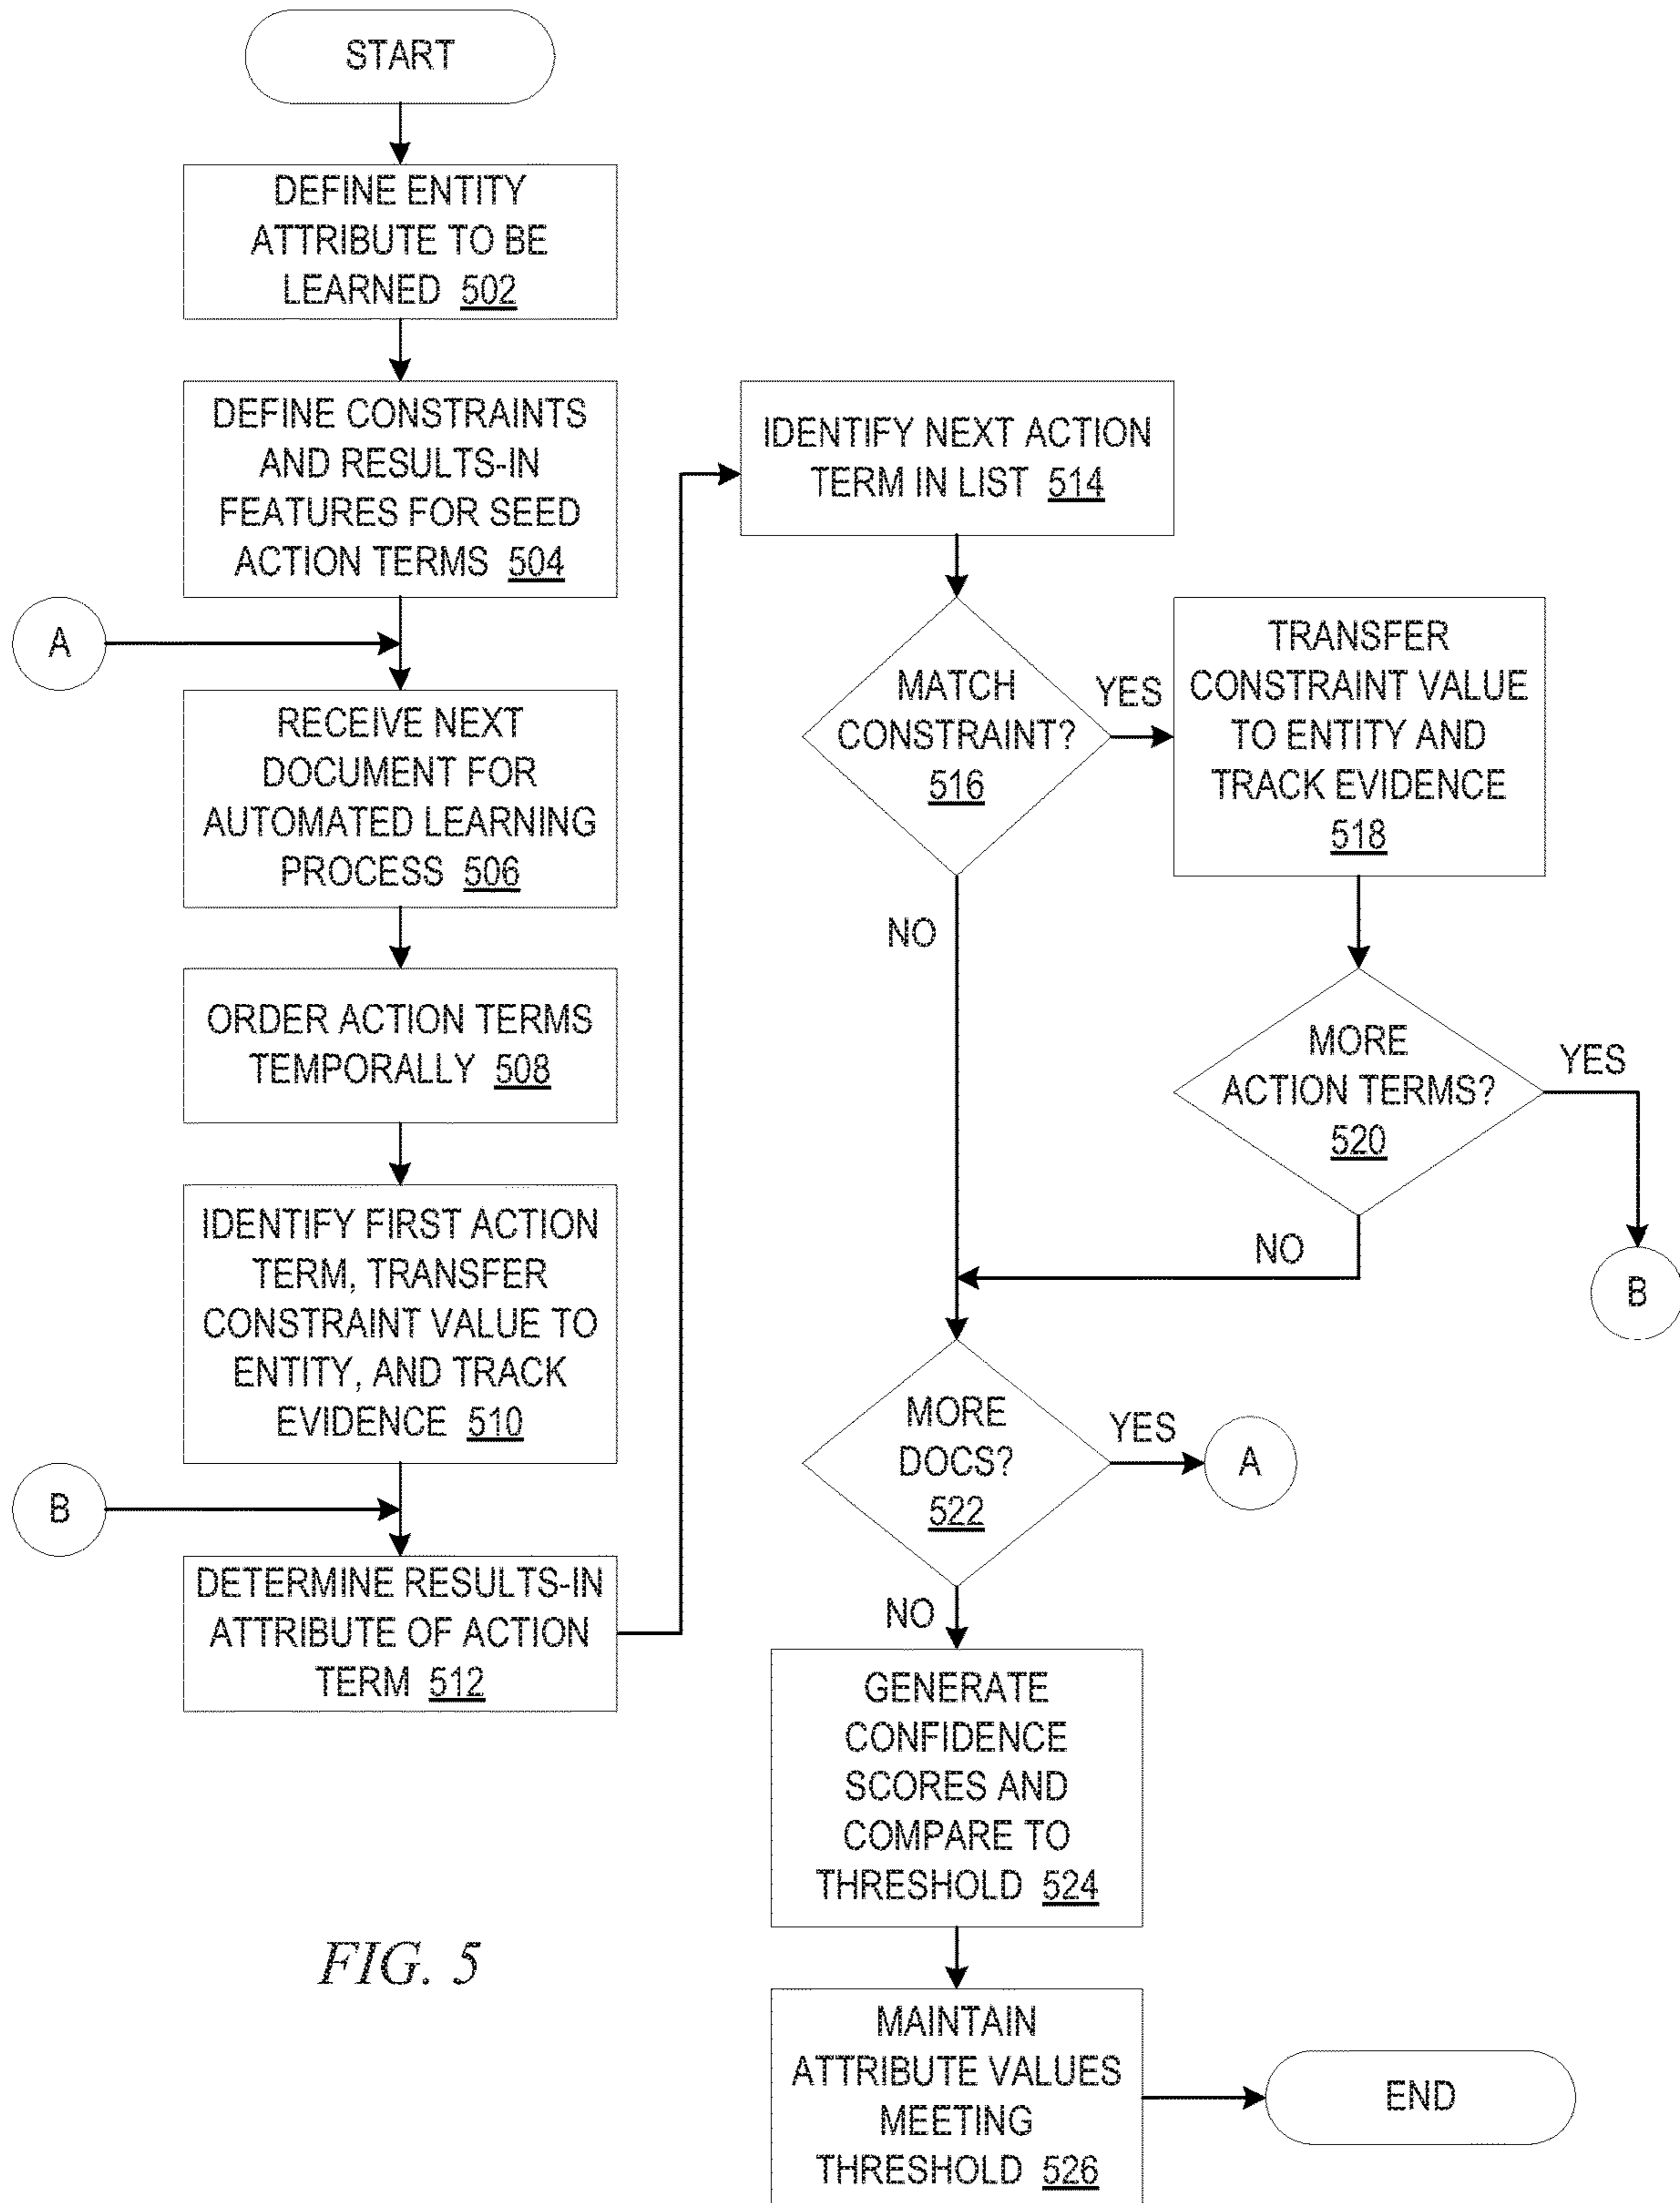 START
DEFINE ENTITY
ATTRIBUTE TO BE
LEARNED 502
DEFINE CONSTRAINTS
AND RESULTS-IN
FEATURES FOR SEED
ACTION TERMS 504
A
RECEIVE NEXT
DOCUMENT FOR
AUTOMATED LEARNING
PROCESS 506
ORDER ACTION TERMS
TEMPORALLY 508
IDENTIFY FIRST ACTION
TERM, TRANSFER
CONSTRAINT VALUE TO
ENTITY, AND TRACK
EVIDENCE 510
B
DETERMINE RESULTS-IN
ATTRIBUTE OF ACTION
TERM 512
IDENTIFY NEXT ACTION
TERM IN LIST 514
MATCH
CONSTRAINT?
516
YES
NO
TRANSFER
CONSTRAINT VALUE
TO ENTITY AND
TRACK EVIDENCE
518
MORE
ACTION TERMS?
520
YES
NO
B
MORE
DOCS?
522
YES
A
NO
GENERATE
CONFIDENCE
SCORES AND
COMPARE TO
THRESHOLD 524
MAINTAIN
ATTRIBUTE VALUES
MEETING
THRESHOLD 526
END
FIG. 5